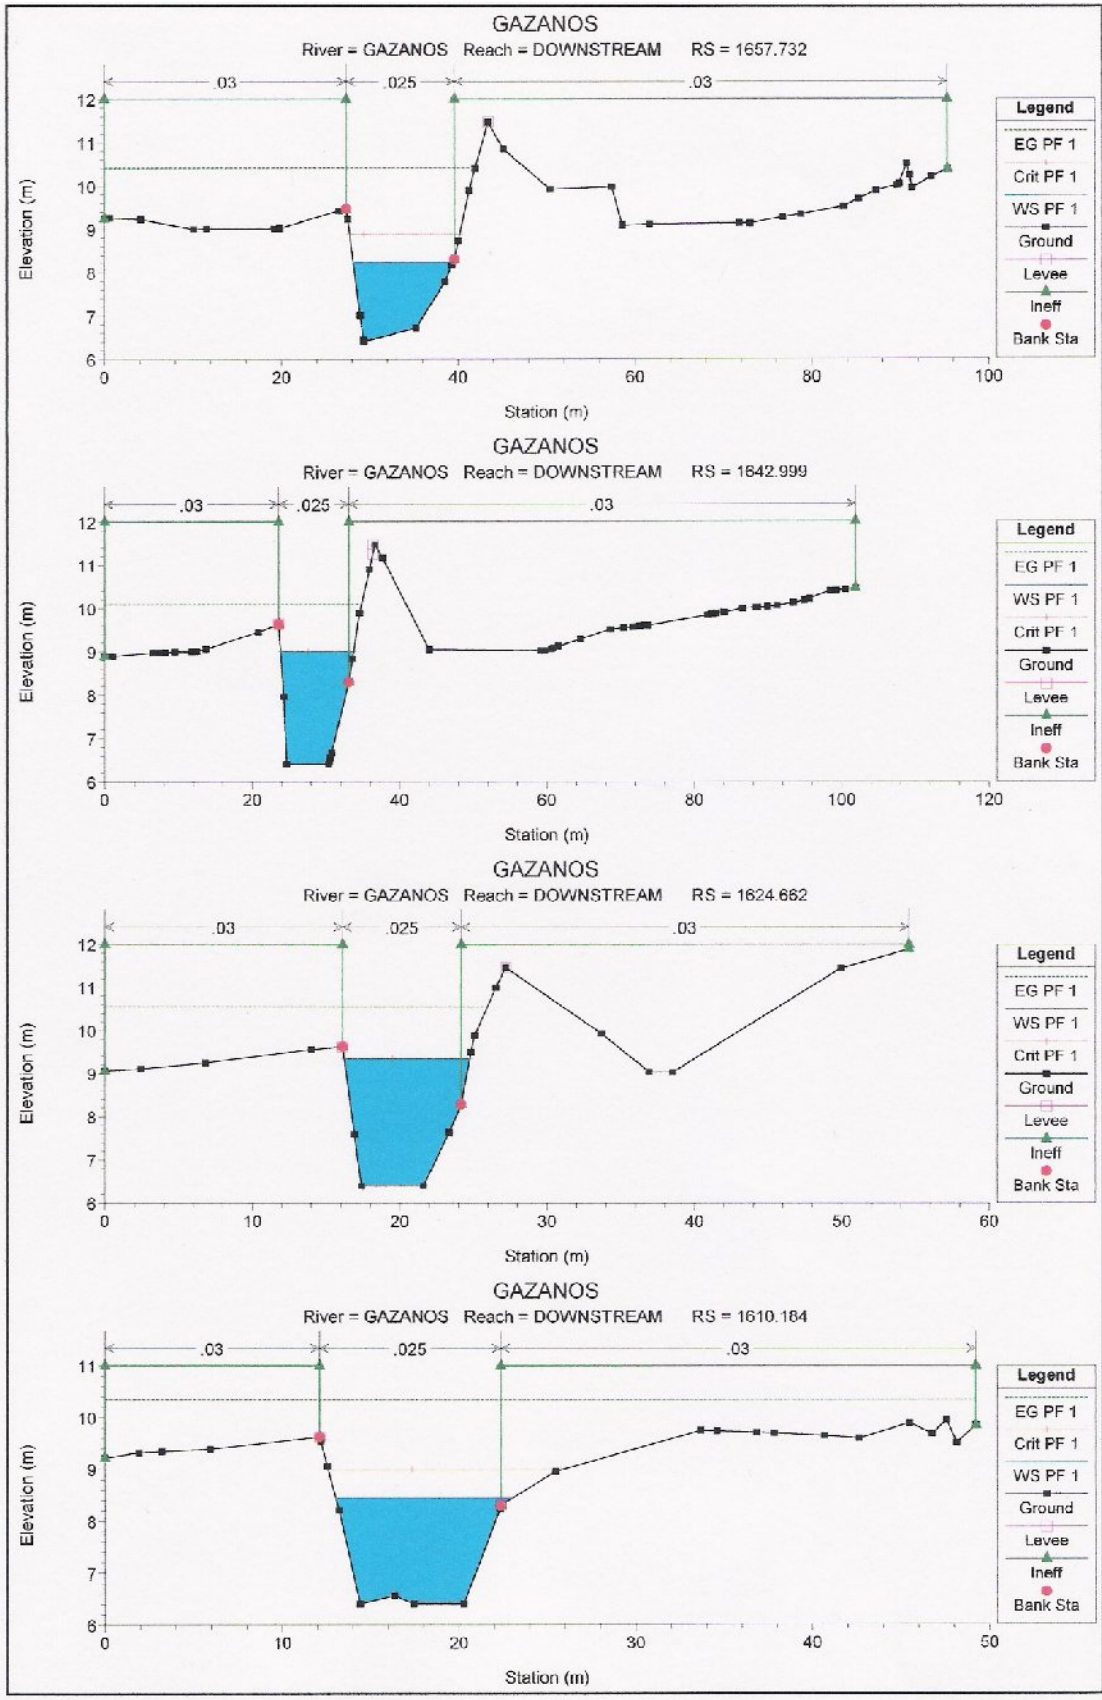 GAZANOS
River = GAZANOS Reach = DOWNSTREAM RS = 1657.732
.03 .025 .03
12
11
10
9
8
7
6
Elevation (m)
0 20 40 60 80 100
Station (m)
Legend
EG PF 1
Crit PF 1
WS PF 1
Ground
Levee
Ineff
Bank Sta
GAZANOS
River = GAZANOS Reach = DOWNSTREAM RS = 1642.999
.03 .025 .03
12
11
10
9
8
7
6
Elevation (m)
0 20 40 60 80 100 120
Station (m)
Legend
EG PF 1
WS PF 1
Crit PF 1
Ground
Levee
Ineff
Bank Sta
GAZANOS
River = GAZANOS Reach = DOWNSTREAM RS = 1624.662
.03 .025 .03
12
11
10
9
8
7
6
Elevation (m)
0 10 20 30 40 50 60
Station (m)
Legend
EG PF 1
WS PF 1
Crit PF 1
Ground
Levee
Ineff
Bank Sta
GAZANOS
River = GAZANOS Reach = DOWNSTREAM RS = 1610.184
.03 .025 .03
11
10
9
8
7
6
Elevation (m)
0 10 20 30 40 50
Station (m)
Legend
EG PF 1
Crit PF 1
WS PF 1
Ground
Levee
Ineff
Bank Sta